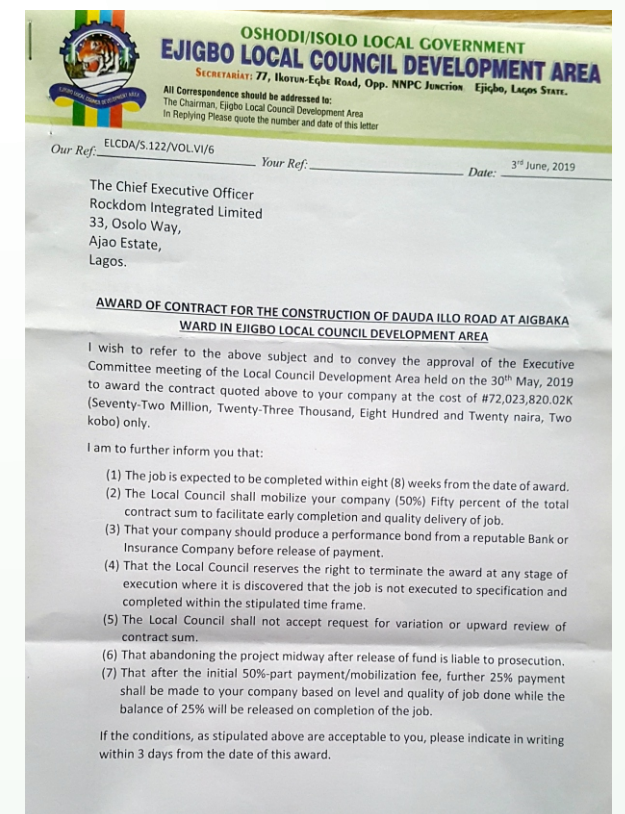 OSHODI/ISOLO LOCAL GOVERNMENT
EJIGBO LOCAL COUNCIL DEVELOPMENT AREA
SECRETARIAT: 77, IKOTUN-EGBE ROAD, OPP. NNPC JUNCTION EJIGBO, LAGOS STATE.
All Correspondence should be addressed to:
The Chairman, Ejigbo Local Council Development Area
In Replying Please quote the number and date of this letter
Our Ref: ELCDA/S.122/VOL.VI/6 Your Ref: Date: 3rd June, 2019
The Chief Executive Officer
Rockdom Integrated Limited
33, Osolo Way,
Ajao Estate,
Lagos.
AWARD OF CONTRACT FOR THE CONSTRUCTION OF DAUDA ILLO ROAD AT AIGBAKA
WARD IN EJIGBO LOCAL COUNCIL DEVELOPMENT AREA
I wish to refer to the above subject and to convey the approval of the Executive
Committee meeting of the Local Council Development Area held on the 30th May, 2019
to award the contract quoted above to your company at the cost of #72,023,820.02K
(Seventy-Two Million, Twenty-Three Thousand, Eight Hundred and Twenty naira, Two
kobo) only.
I am to further inform you that:
(1) The job is expected to be completed within eight (8) weeks from the date of award.
(2) The Local Council shall mobilize your company (50%) Fifty percent of the total
contract sum to facilitate early completion and quality delivery of job.
(3) That your company should produce a performance bond from a reputable Bank or
Insurance Company before release of payment.
(4) That the Local Council reserves the right to terminate the award at any stage of
execution where it is discovered that the job is not executed to specification and
completed within the stipulated time frame.
(5) The Local Council shall not accept request for variation or upward review of
contract sum.
(6) That abandoning the project midway after release of fund is liable to prosecution.
(7) That after the initial 50%-part payment/mobilization fee, further 25% payment
shall be made to your company based on level and quality of job done while the
balance of 25% will be released on completion of the job.
If the conditions, as stipulated above are acceptable to you, please indicate in writing
within 3 days from the date of this award.